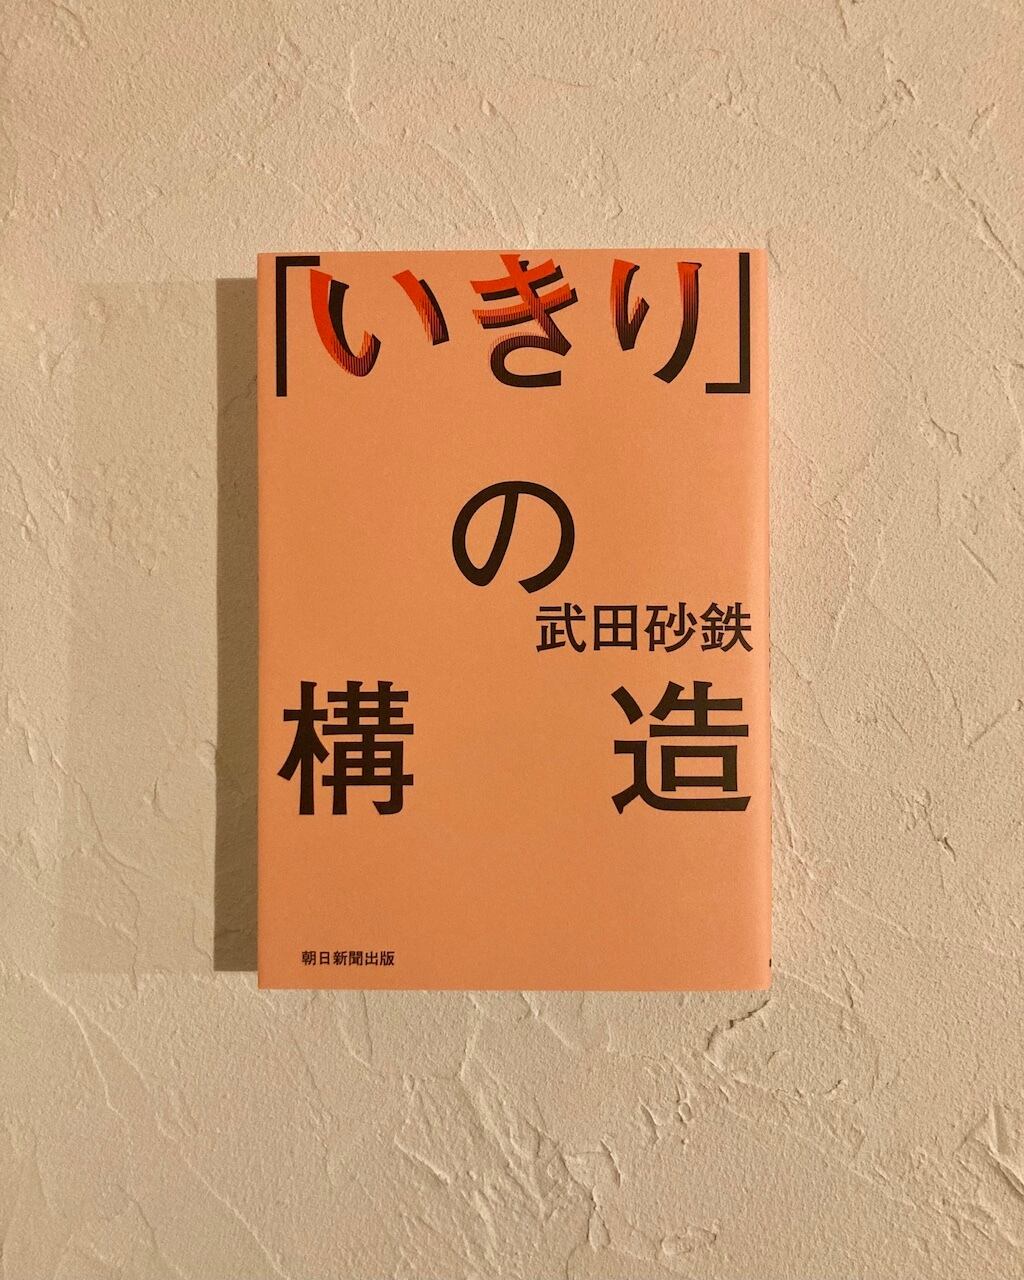 「いきり」
の
武田砂鉄
構造
朝日新聞出版